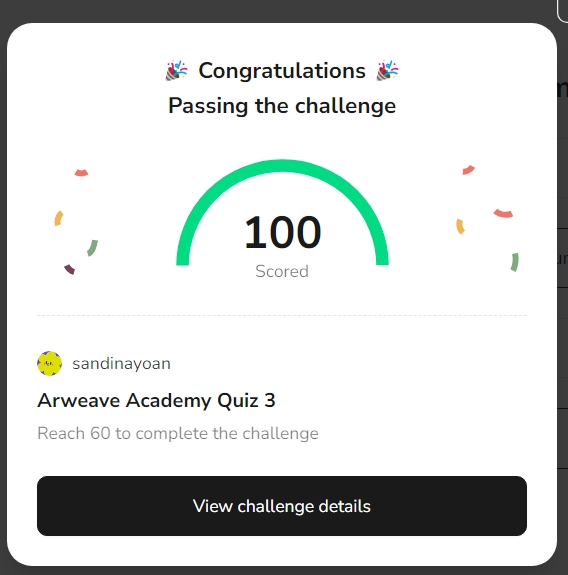 Congratulations
Passing the challenge
100
Scored
sandinayoan
Arweave Academy Quiz 3
Reach 60 to complete the challenge
View challenge details